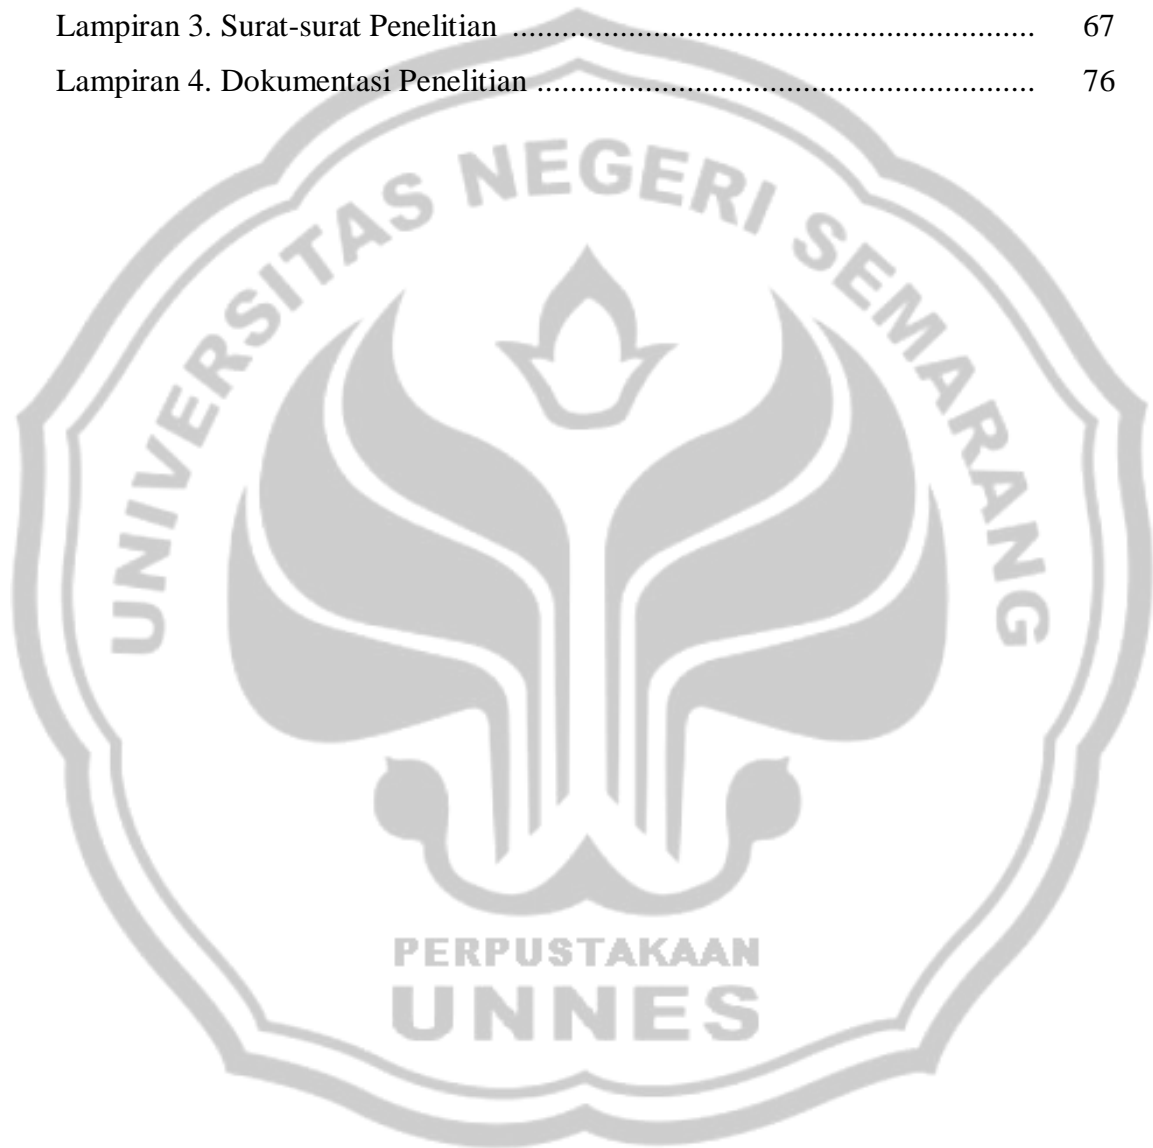 Lampiran 3. Surat-surat Penelitian ................................................................ 67
Lampiran 4. Dokumentasi Penelitian ............................................................. 76
UNIVERSITAS NEGERI SEMARANG
PERPUSTAKAAN
UNNES